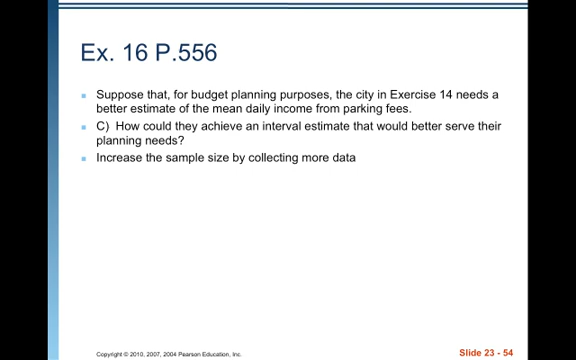 Ex. 16 P.556
Suppose that, for budget planning purposes, the city in Exercise 14 needs a
better estimate of the mean daily income from parking fees.
C) How could they achieve an interval estimate that would better serve their
planning needs?
Increase the sample size by collecting more data
Copyright © 2010, 2007, 2004 Pearson Education, Inc.
Slide 23 - 54